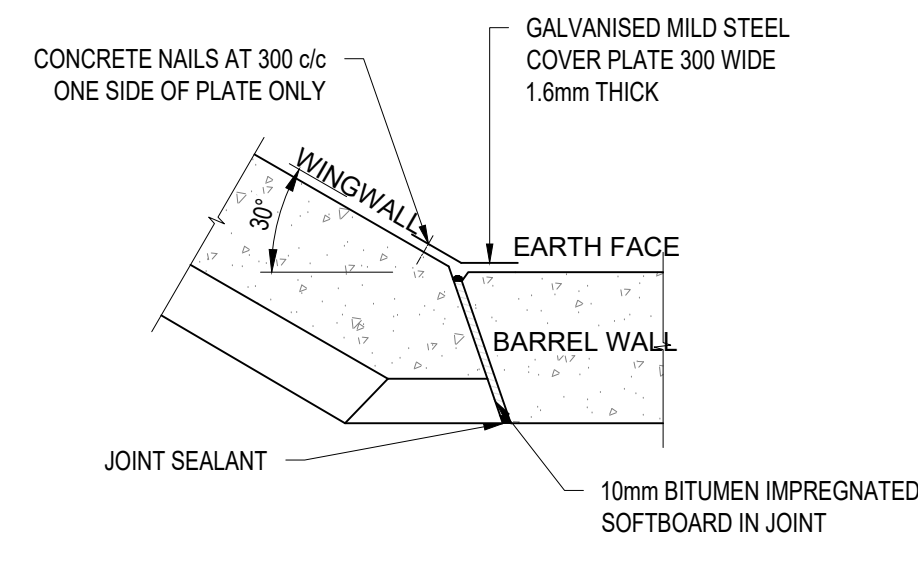 GALVANISED MILD STEEL
COVER PLATE 300 WIDE
1.6mm THICK
CONCRETE NAILS AT 300 c/c
ONE SIDE OF PLATE ONLY
WINGWALL
30°
EARTH FACE
BARREL WALL
JOINT SEALANT
10mm BITUMEN IMPREGNATED
SOFTBOARD IN JOINT